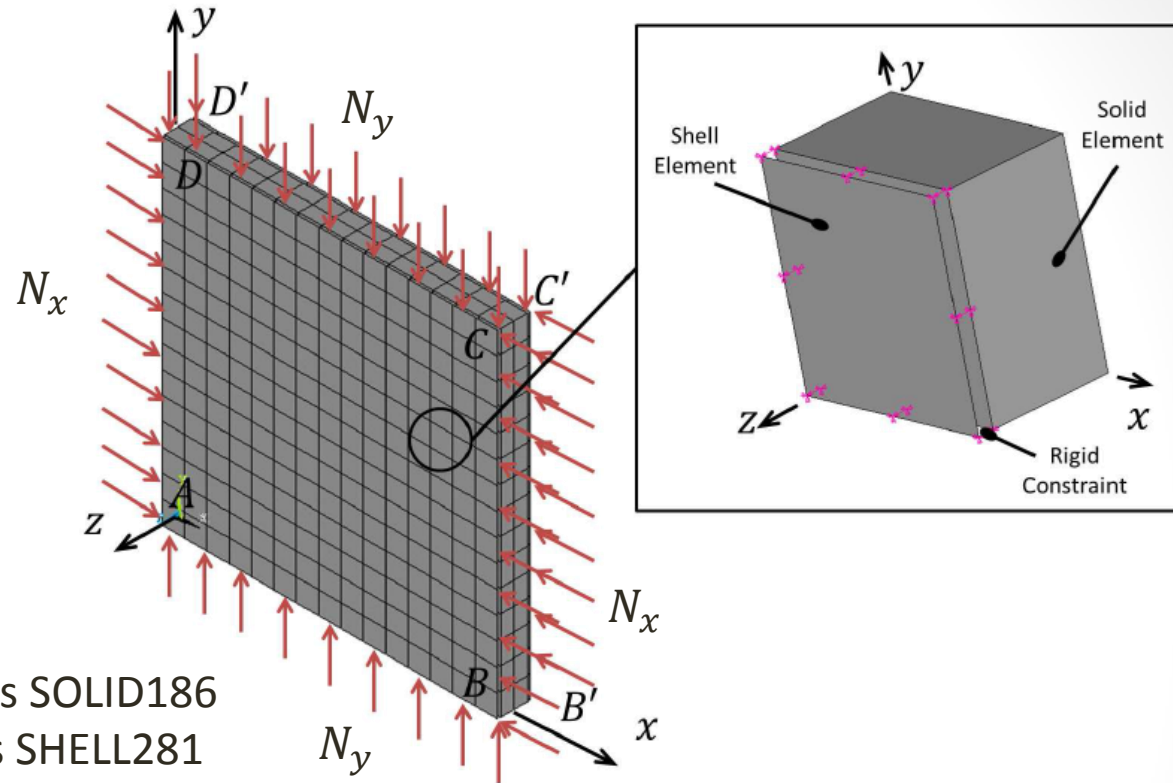 y
D'
N_y
D
N_x
C'
C
A
z
N_x
B
B'
x
N_y
s SOLID186
s SHELL281
y
Shell
Element
Solid
Element
z
x
Rigid
Constraint